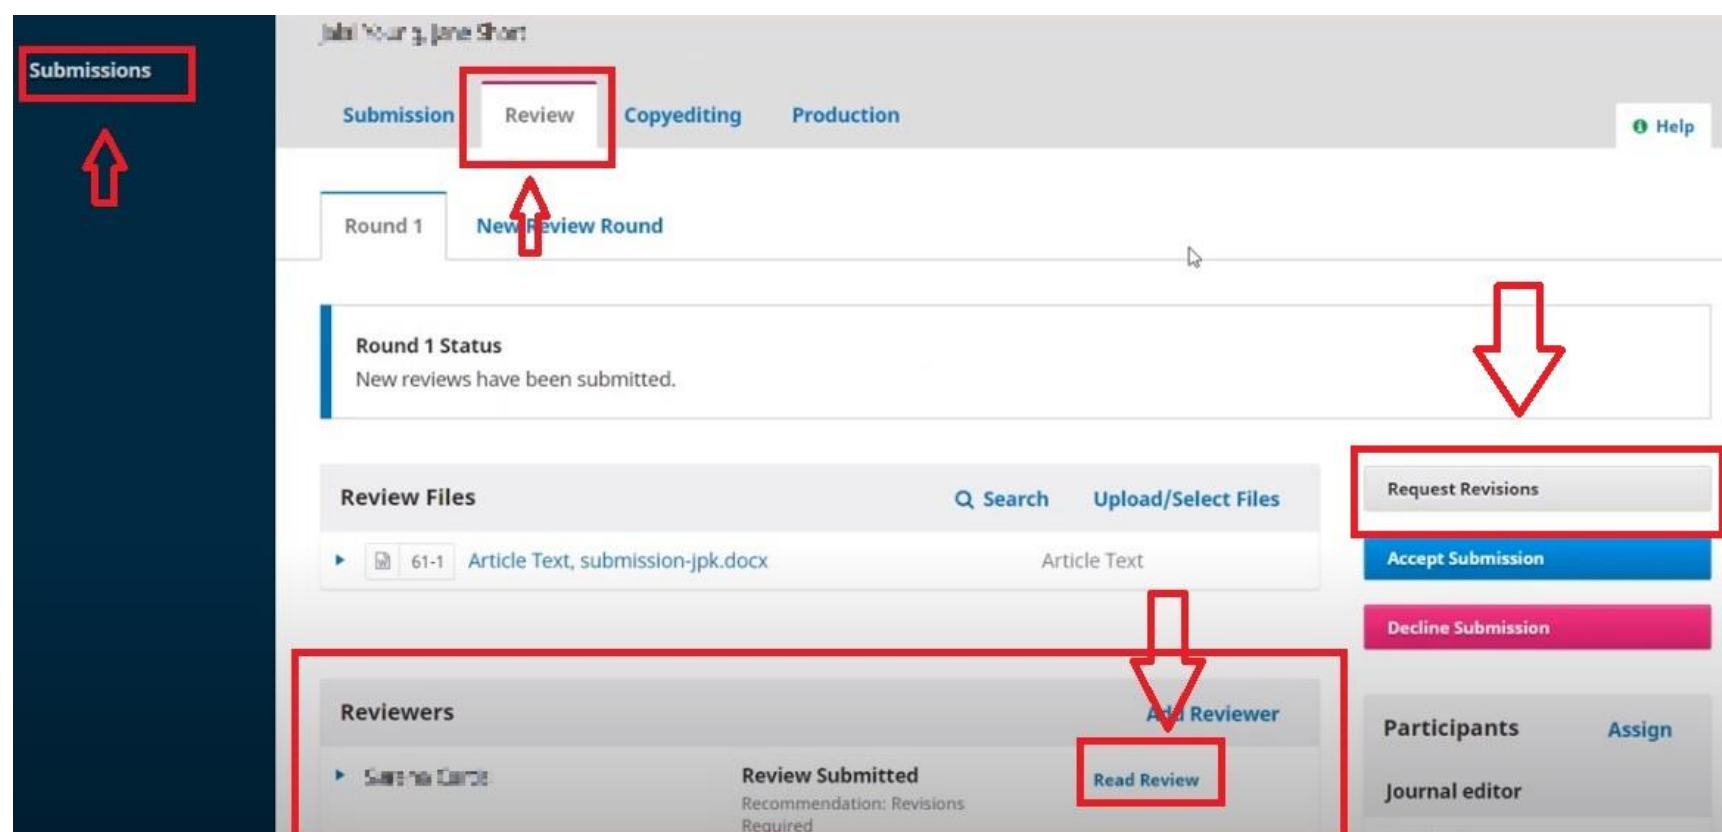 Submissions
Submission Review Copyediting Production
Help
Round 1 New Review Round
Round 1 Status
New reviews have been submitted.
Review Files Search Upload/Select Files
61-1 Article Text, submission-jpk.docx Article Text
Request Revisions
Accept Submission
Decline Submission
Reviewers Add Reviewer
Review Submitted Read Review
Recommendation: Revisions
Required
Participants Assign
Journal editor